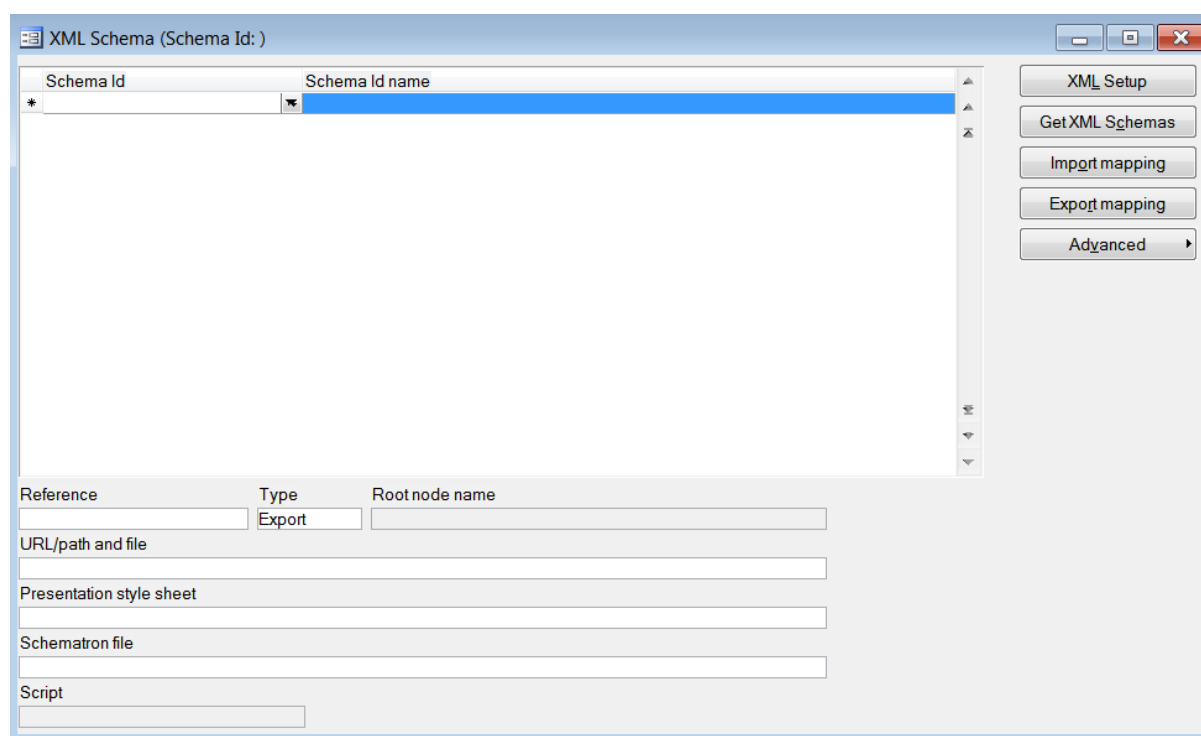 XML Schema (Schema Id: )
Schema Id Schema Id name
XML Setup
Get XML Schemas
Import mapping
Export mapping
Advanced
Reference Type Root node name
Export
URL/path and file
Presentation style sheet
Schematron file
Script